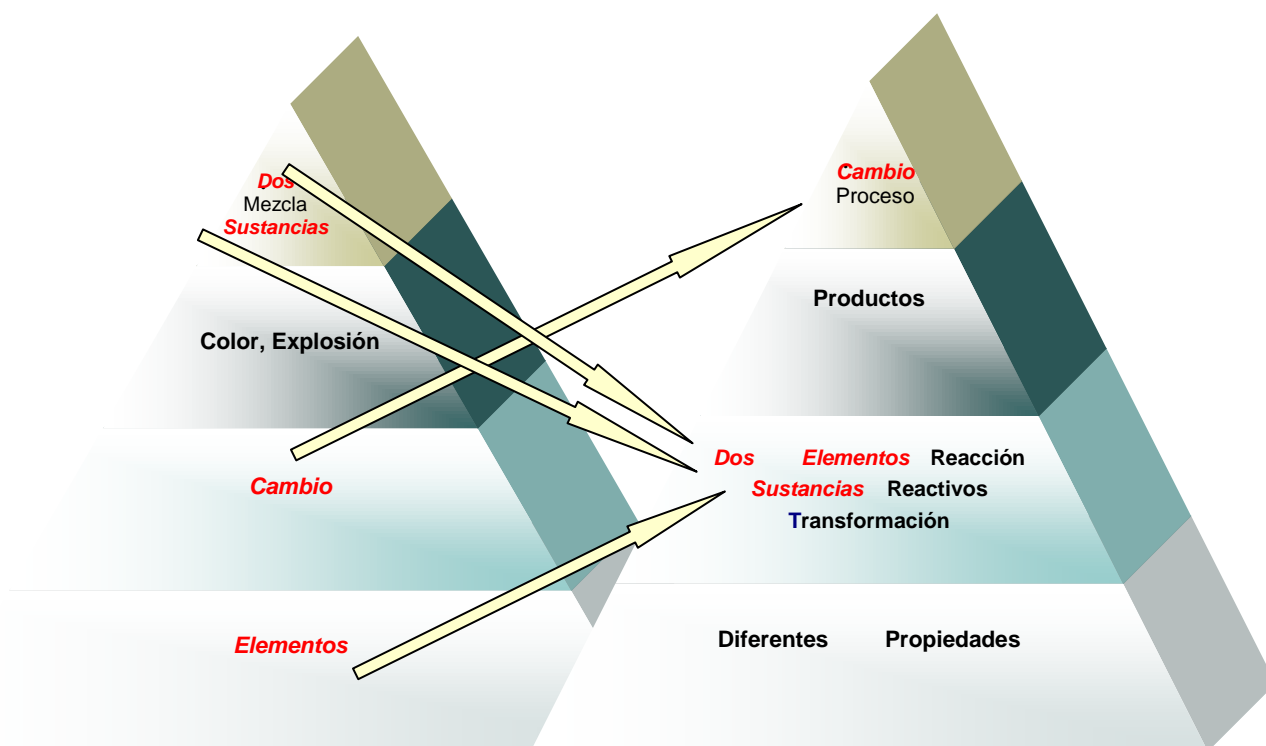 Dos
Mezcla
Sustancias
Color, Explosión
Cambio
Elementos
Cambio
Proceso
Productos
Dos Elementos Reacción
Sustancias Reactivos
Transformación
Diferentes Propiedades